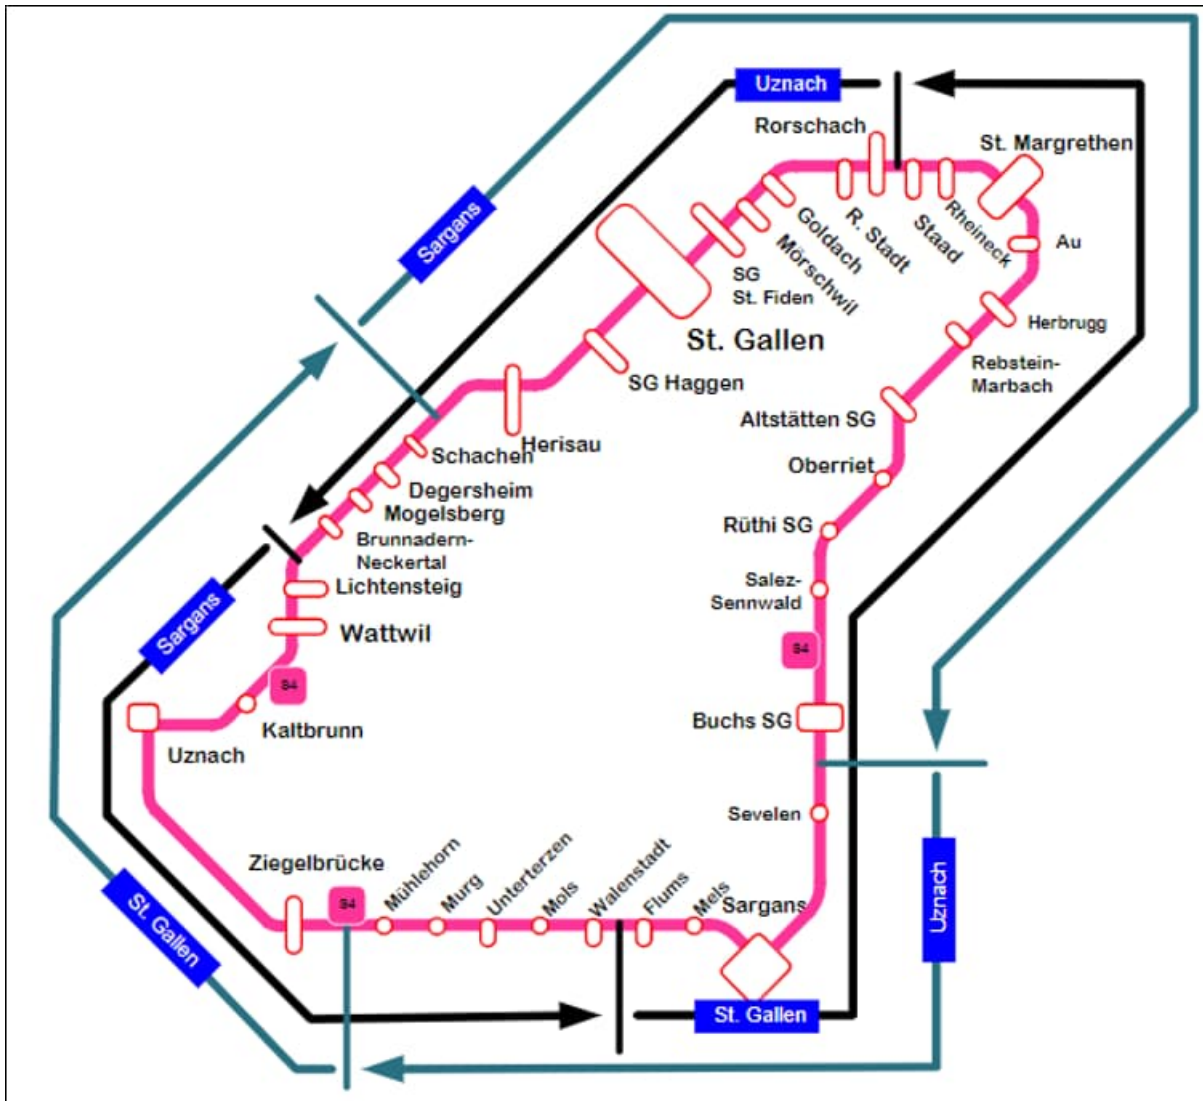 Uznach
Rorschach
St. Margrethen
Sargans
Goldach
R. Stadt
Staad
Rheineck
Mörschwil
Au
SG
St. Fiden
Herbrugg
St. Gallen
Rebstein-
Marbach
SG Haggen
Altstätten SG
Herisau
Schachen
Oberriet
Degersheim
Mogelsberg
Rüthi SG
Brunnadern-
Neckertal
Lichtensteig
Salez-
Sennwald
Sargans
Wattwil
S4
S4
Buchs SG
Kaltbrunn
Uznach
Sevelen
Ziegelbrücke
S4
Mühlehorn
Murg
Unterterzen
Mols
Walenstadt
Flums
Mels
Sargans
Uznach
St. Gallen
St. Gallen